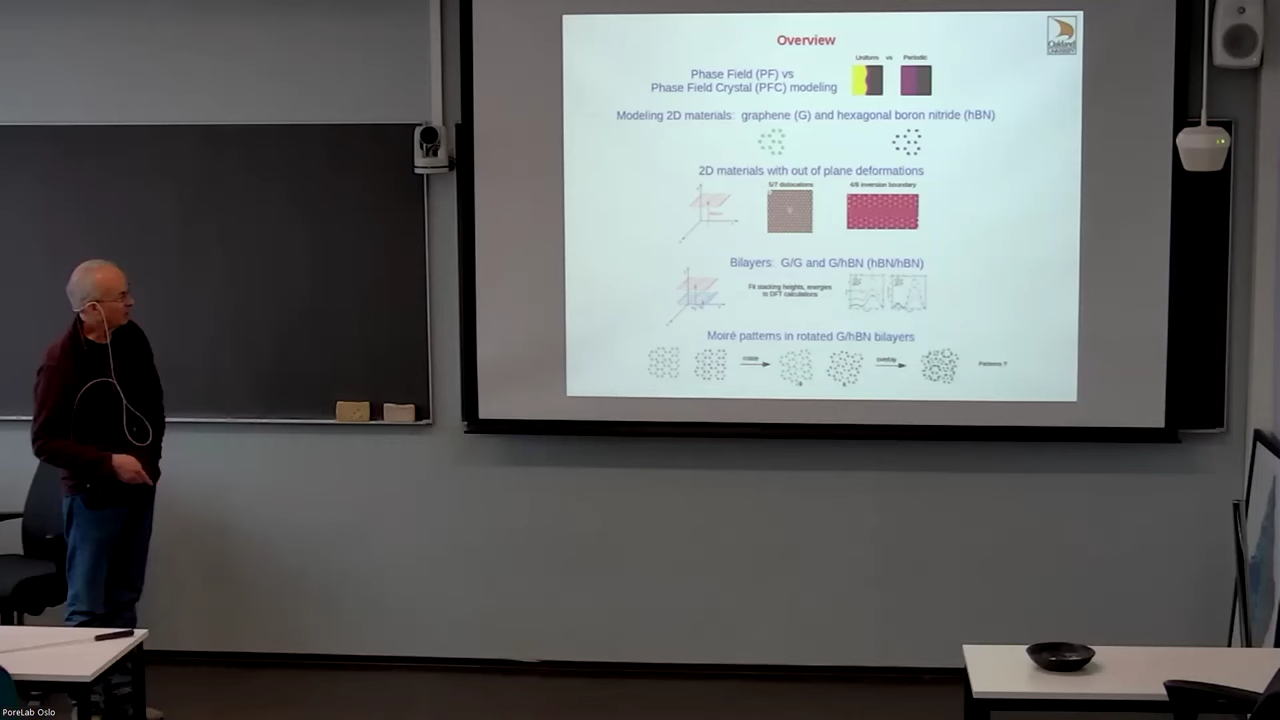 Overview
Oakland
UNIVERSITY
Uniform vs Periodic
Phase Field (PF) vs
Phase Field Crystal (PFC) modeling
Modeling 2D materials: graphene (G) and hexagonal boron nitride (hBN)
2D materials with out of plane deformations
5/7 dislocations
4/8 inversion boundary
Bilayers: G/G and G/hBN (hBN/hBN)
Fit stacking heights, energies
to DFT calculations
Moiré patterns in rotated G/hBN bilayers
rotate
overlay
Patterns ?
PoreLab Oslo